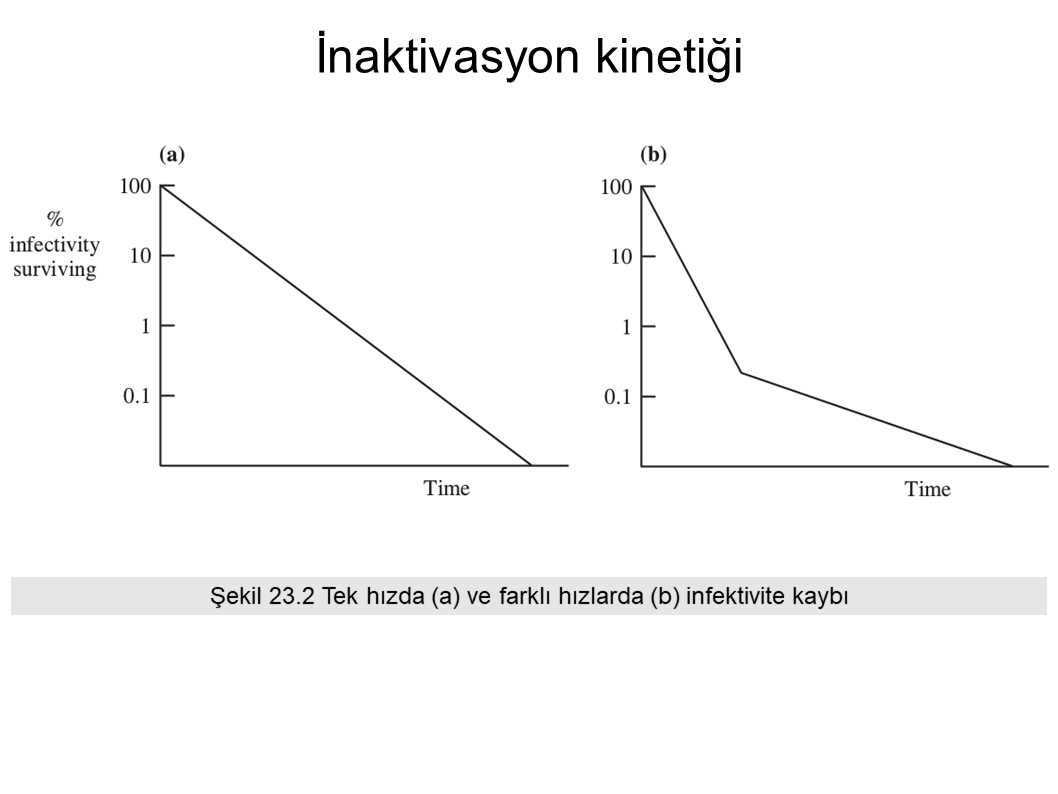 İnaktivasyon kinetiği
(a)
100
%
infectivity
surviving
10
1
0.1
Time
(b)
100
10
1
0.1
Time
Şekil 23.2 Tek hızda (a) ve farklı hızlarda (b) infektivite kaybı